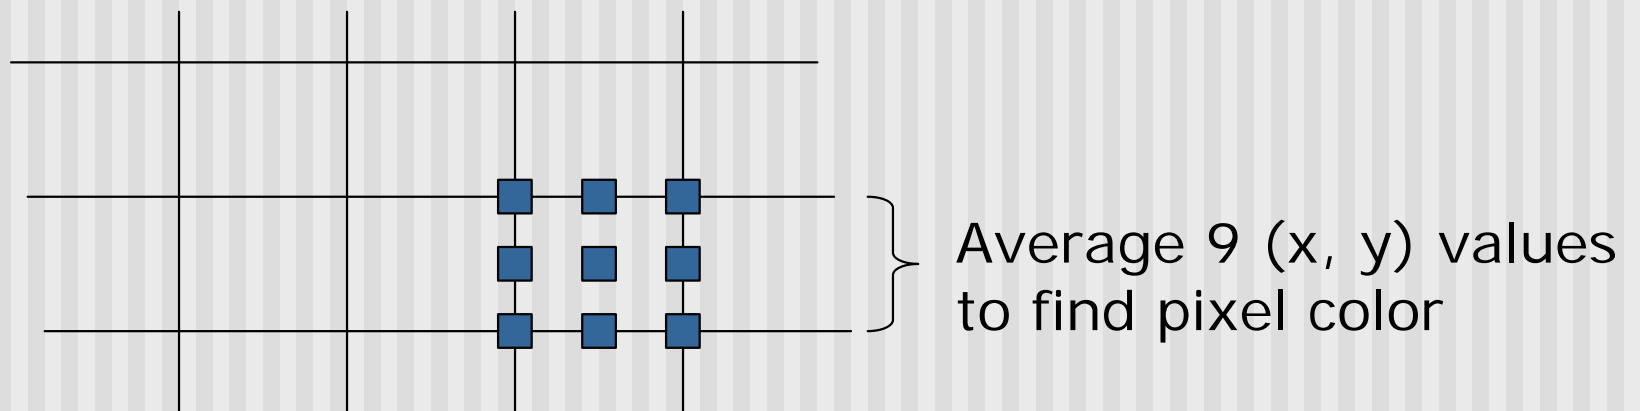 Average 9 (x, y) values
to find pixel color